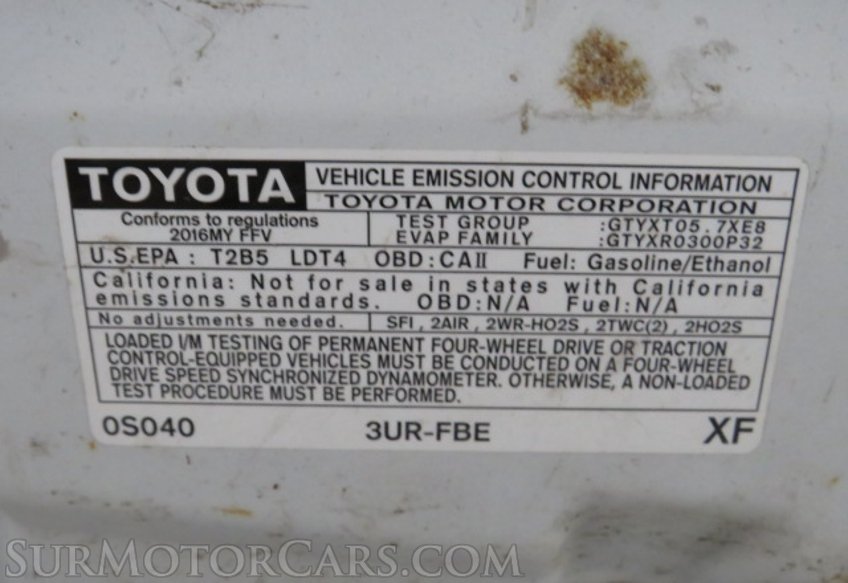 TOYOTA
VEHICLE EMISSION CONTROL INFORMATION
TOYOTA MOTOR CORPORATION
Conforms to regulations
2016MY FFV
TEST GROUP :GTYXT05.7XE8
EVAP FAMILY :GTYXR0300P32
U.S.EPA : T2B5 LDT4 OBD:CAII Fuel: Gasoline/Ethanol
California: Not for sale in states with California
emissions standards. OBD:N/A Fuel:N/A
No adjustments needed. SFI , 2AIR , 2WR-HO2S , 2TWC(2) , 2HO2S
LOADED I/M TESTING OF PERMANENT FOUR-WHEEL DRIVE OR TRACTION
CONTROL-EQUIPPED VEHICLES MUST BE CONDUCTED ON A FOUR-WHEEL
DRIVE SPEED SYNCHRONIZED DYNAMOMETER. OTHERWISE, A NON-LOADED
TEST PROCEDURE MUST BE PERFORMED.
0S040 3UR-FBE XF
SURMOTORCARS.COM